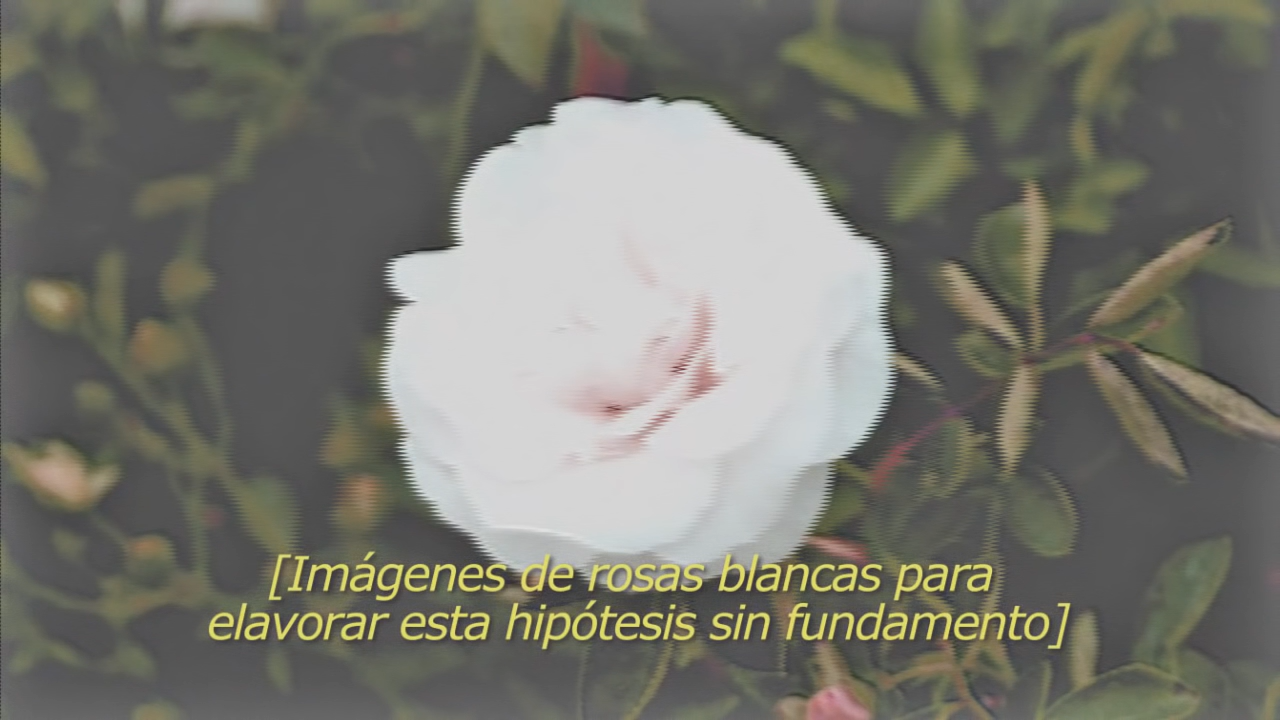 [Imágenes de rosas blancas para
elavorar esta hipótesis sin fundamento]